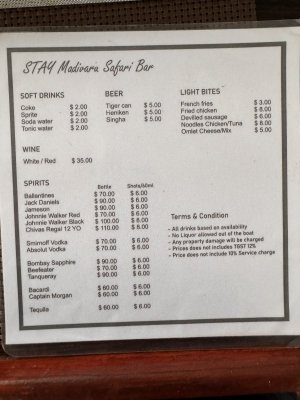 STAY Madivaru Safari Bar
SOFT DRINKS
Coke $ 2.00
Sprite $ 2.00
Soda water $ 2.00
Tonic water $ 2.00
BEER
Tiger can $ 5.00
Heniken $ 5.00
Singha $ 5.00
LIGHT BITES
French fries $ 3.00
Fried chicken $ 8.00
Devilled sausage $ 6.00
Noodles Chicken/Tuna $ 8.00
Omlet Cheese/Mix $ 5.00
WINE
White / Red $ 35.00
SPIRITS Bottle Shots/60ml
Ballantines $ 70.00 $ 6.00
Jack Daniels $ 90.00 $ 6.00
Jameson $ 90.00 $ 6.00
Johnnie Walker Red $ 70.00 $ 6.00
Johnnie Walker Black $ 100.00 $ 6.00
Chivas Regal 12 YO $ 110.00 $ 8.00
Smirnoff Vodka $ 70.00 $ 6.00
Absolut Vodka $ 70.00 $ 6.00
Bombay Sapphire $ 90.00 $ 6.00
Beefeater $ 70.00 $ 6.00
Tanqueray $ 90.00 $ 6.00
Bacardi $ 60.00 $ 6.00
Captain Morgan $ 60.00 $ 6.00
Tequila $ 60.00 $ 6.00
Terms & Condition
- All drinks based on availability
- No Liquor allowed out of the boat
- Any property damage will be charged
- Prices does not includes TGST 12%
- Price does not include 10% Service charge